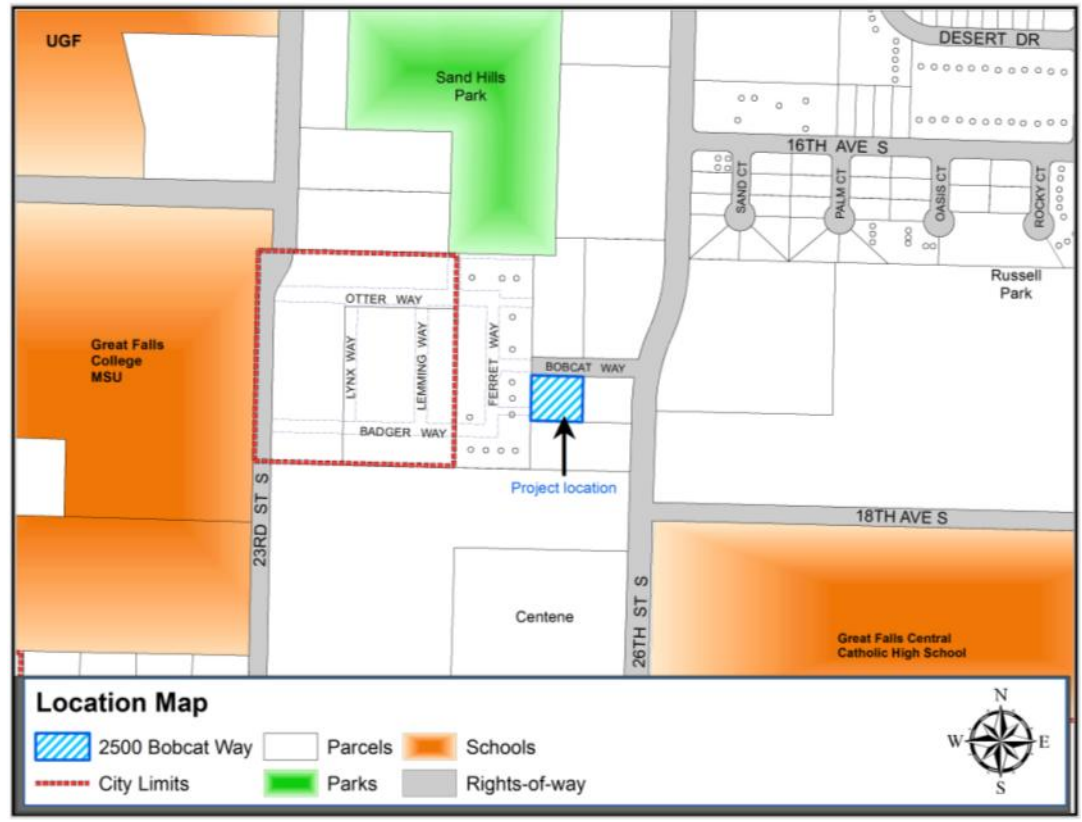 UGF
Sand Hills
Park
DESERT DR
16TH AVE S
SAND CT
PALM CT
OASIS CT
ROCKY CT
Russell
Park
OTTER WAY
Great Falls
College
MSU
LYNX WAY
LEMMING WAY
FERRET WAY
BOBCAT WAY
BADGER WAY
Project location
23RD ST S
18TH AVE S
Centene
26TH ST S
Great Falls Central
Catholic High School
Location Map
2500 Bobcat Way
Parcels
Schools
City Limits
Parks
Rights-of-way
N
W
E
S